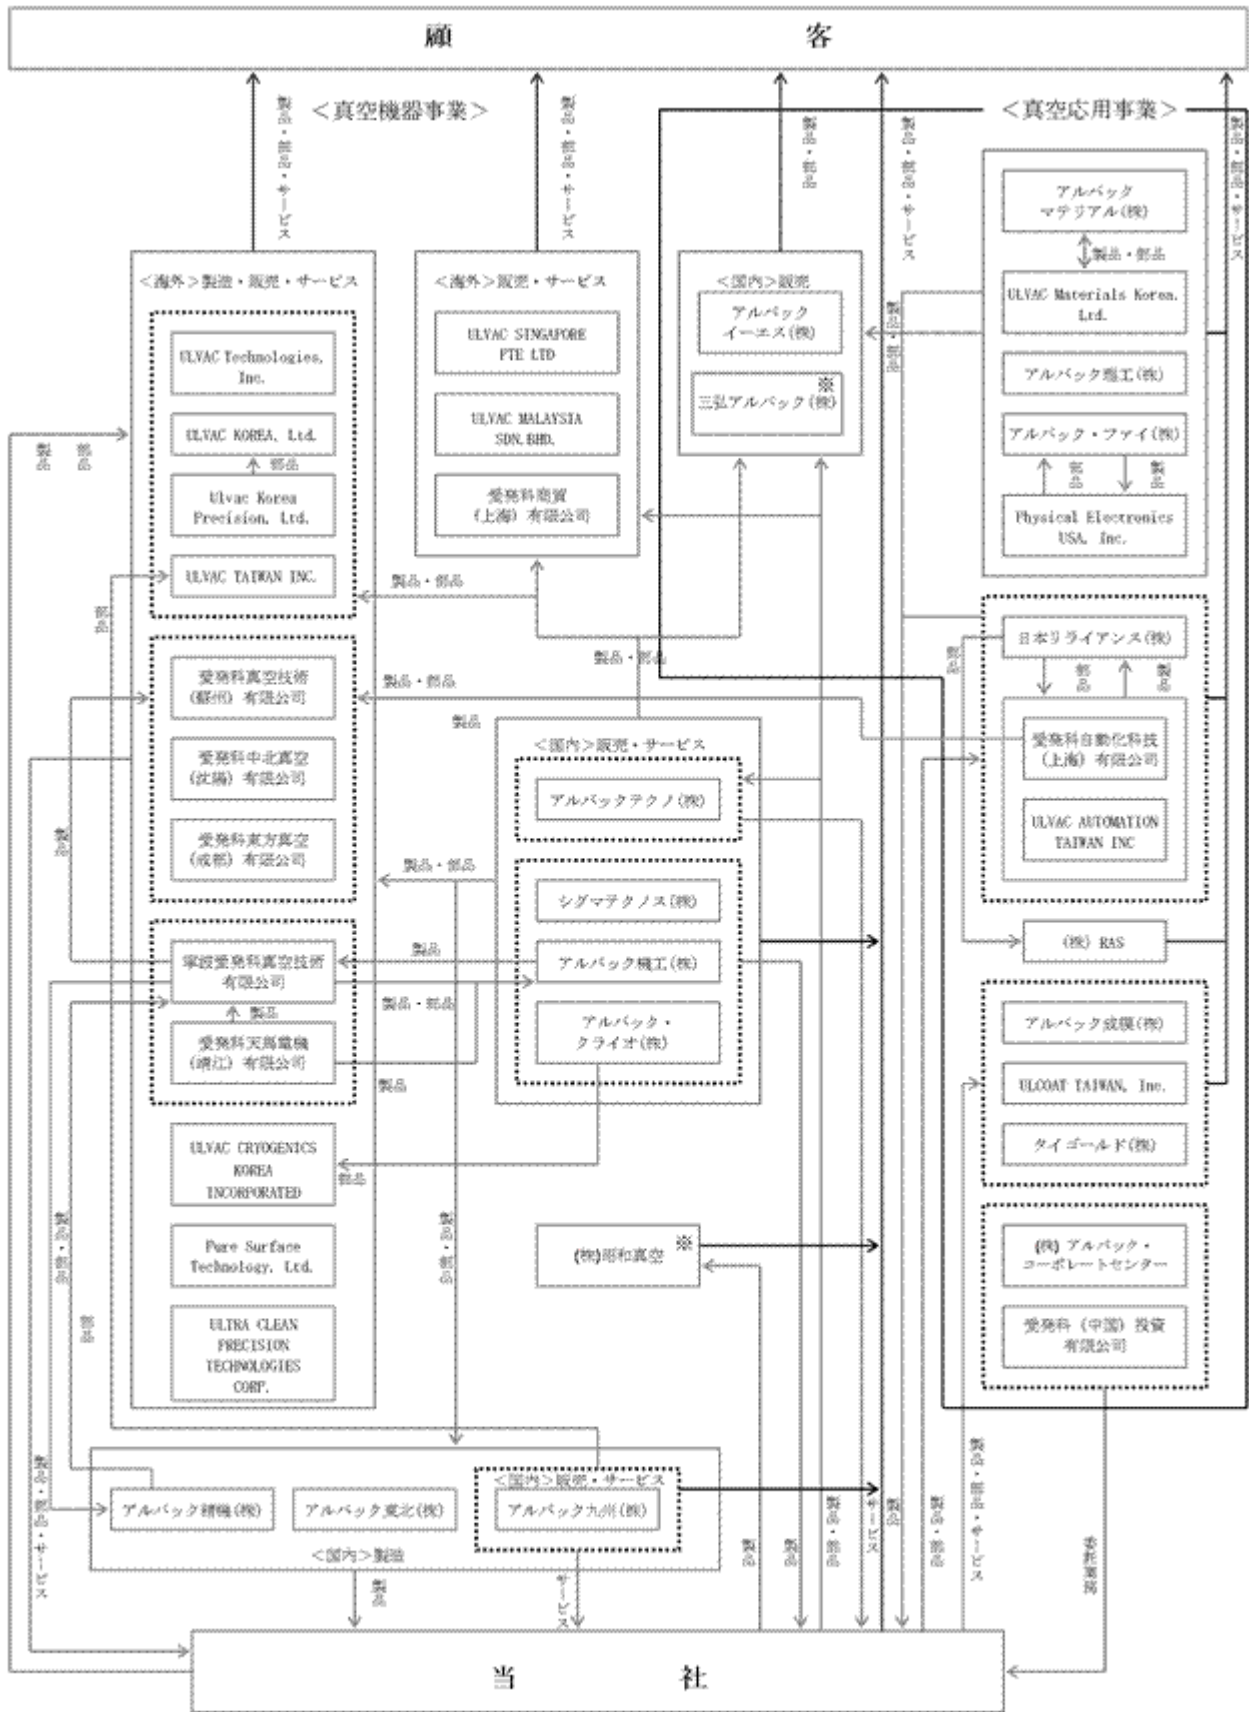 顧客
＜真空機器事業＞
＜真空応用事業＞
製品・部品・サービス
製品・部品・サービス
製品・部品
製品・部品・サービス
製品・部品・サービス
＜海外＞製造・販売・サービス
ULVAC Technologies,
Inc.
ULVAC KOREA, Ltd.
部品
Ulvac Korea
Precision, Ltd.
ULVAC TAIWAN INC.
愛発科真空技術
(蘇州) 有限公司
愛発科中北真空
(沈陽) 有限公司
愛発科東方真空
(成都) 有限公司
寧波愛発科真空技術
有限公司
製品
愛発科天馬電機
(靖江) 有限公司
ULVAC CRYOGENICS
KOREA
INCORPORATED
Pure Surface
Technology, Ltd.
ULTRA CLEAN
PRECISION
TECHNOLOGIES
CORP.
＜海外＞販売・サービス
ULVAC SINGAPORE
PTE LTD
ULVAC MALAYSIA
SDN. BHD.
愛発科商貿
(上海) 有限公司
＜国内＞販売
アルバック
イーエス(株)
※
三弘アルバック(株)
アルバック
マテリアル(株)
製品・部品
ULVAC Materials Korea,
Ltd.
アルバック理工(株)
アルバック・ファイ(株)
部品
製品
Physical Electronics
USA, Inc.
日本リライアンス(株)
部品
製品
愛発科自動化科技
(上海) 有限公司
ULVAC AUTOMATION
TAIWAN INC
(株) RAS
アルバック成膜(株)
ULCOAT TAIWAN, Inc.
タイゴールド(株)
(株) アルバック・
コーポレートセンター
愛発科 (中国) 投資
有限公司
製品・部品
製品・部品
製品・部品
製品
＜国内＞販売・サービス
アルバックテクノ(株)
シグマテクノス(株)
アルバック機工(株)
アルバック・
クライオ(株)
製品・部品
製品
製品・部品
製品
部品
(株)昭和真空
※
製品
部品
部品
製品
製品・部品
部品
製品・部品
製品・部品
＜国内＞販売・サービス
アルバック精機(株)
アルバック東北(株)
アルバック九州(株)
＜国内＞製造
製品・部品・サービス
製品
サービス
製品
製品
製品・部品
サービス
製品
製品・部品
製品・部品・サービス
委託業務
当社